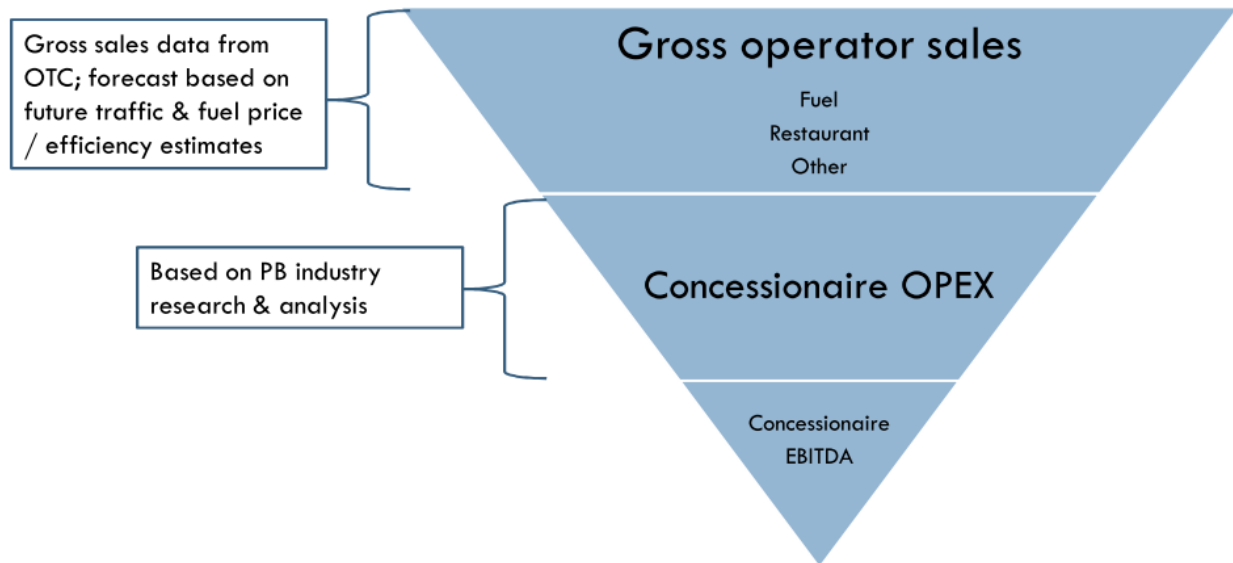 Gross sales data from
OTC; forecast based on
future traffic & fuel price
/ efficiency estimates
Gross operator sales
Fuel
Restaurant
Other
Based on PB industry
research & analysis
Concessionaire OPEX
Concessionaire
EBITDA